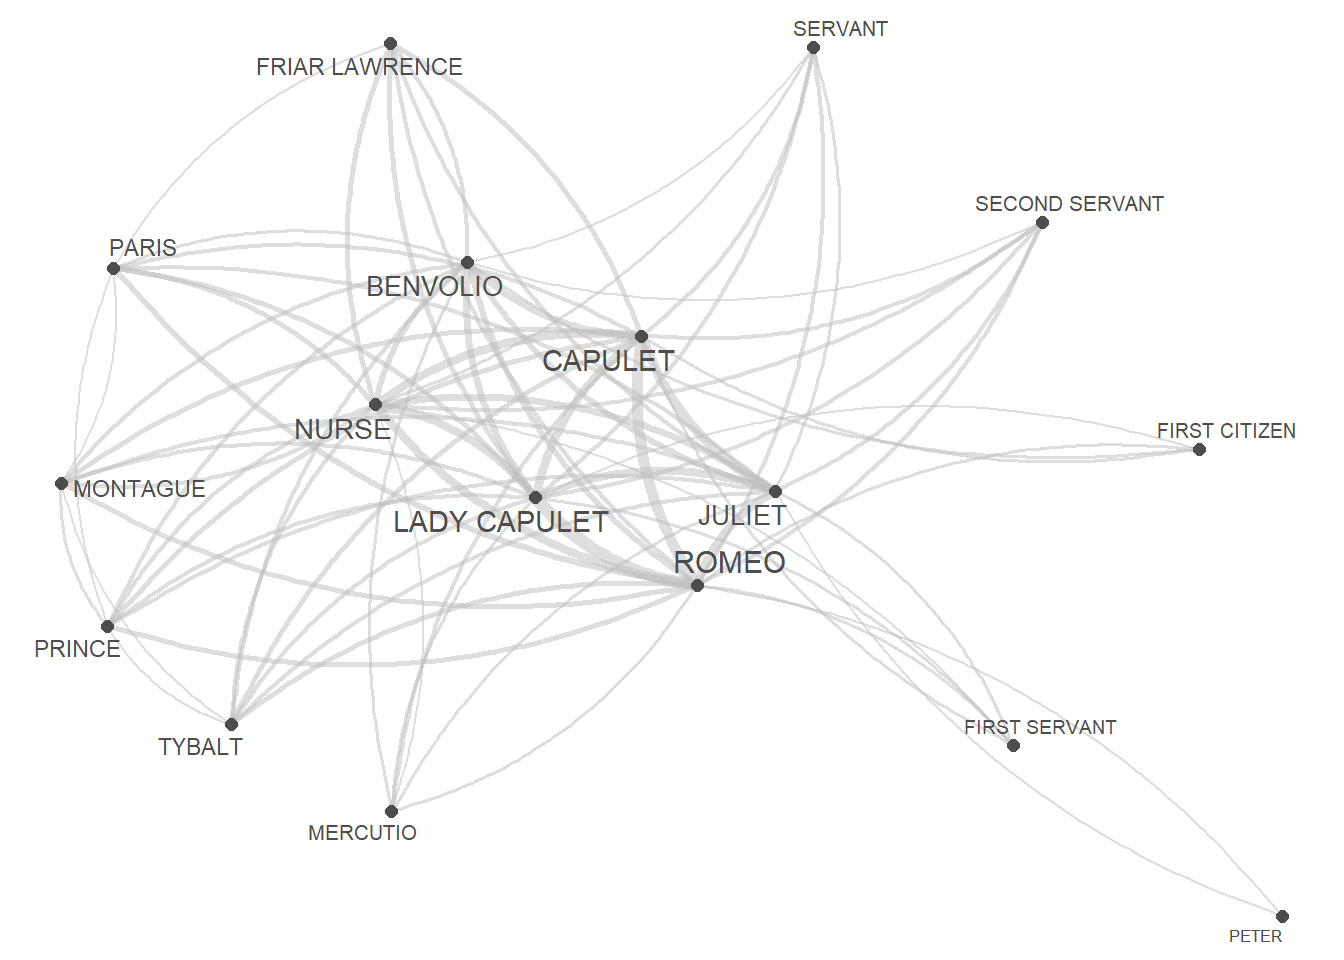 SERVANT
FRIAR LAWRENCE
SECOND SERVANT
PARIS
BENVOLIO
CAPULET
NURSE
FIRST CITIZEN
MONTAGUE
LADY CAPULET
JULIET
ROMEO
PRINCE
FIRST SERVANT
TYBALT
MERCUTIO
PETER